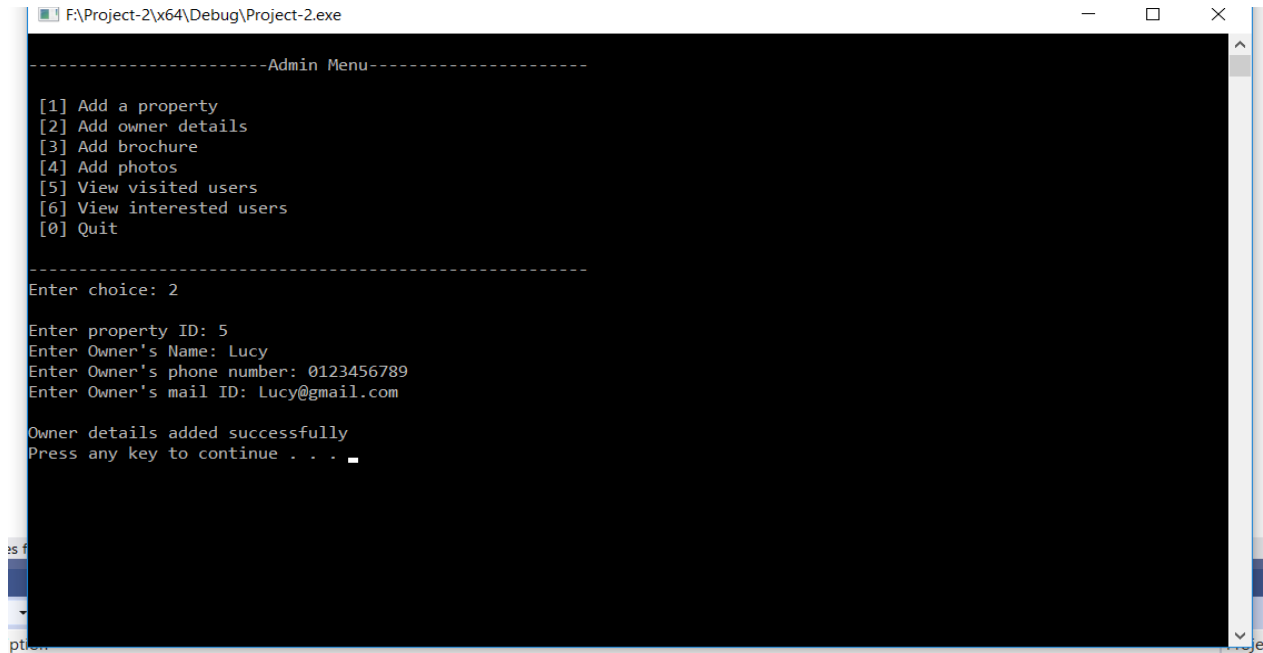 F:\Project-2\x64\Debug\Project-2.exe
------------------------Admin Menu----------------------
[1] Add a property
[2] Add owner details
[3] Add brochure
[4] Add photos
[5] View visited users
[6] View interested users
[0] Quit
--------------------------------------------------------
Enter choice: 2
Enter property ID: 5
Enter Owner's Name: Lucy
Enter Owner's phone number: 0123456789
Enter Owner's mail ID: Lucy@gmail.com
Owner details added successfully
Press any key to continue . . .